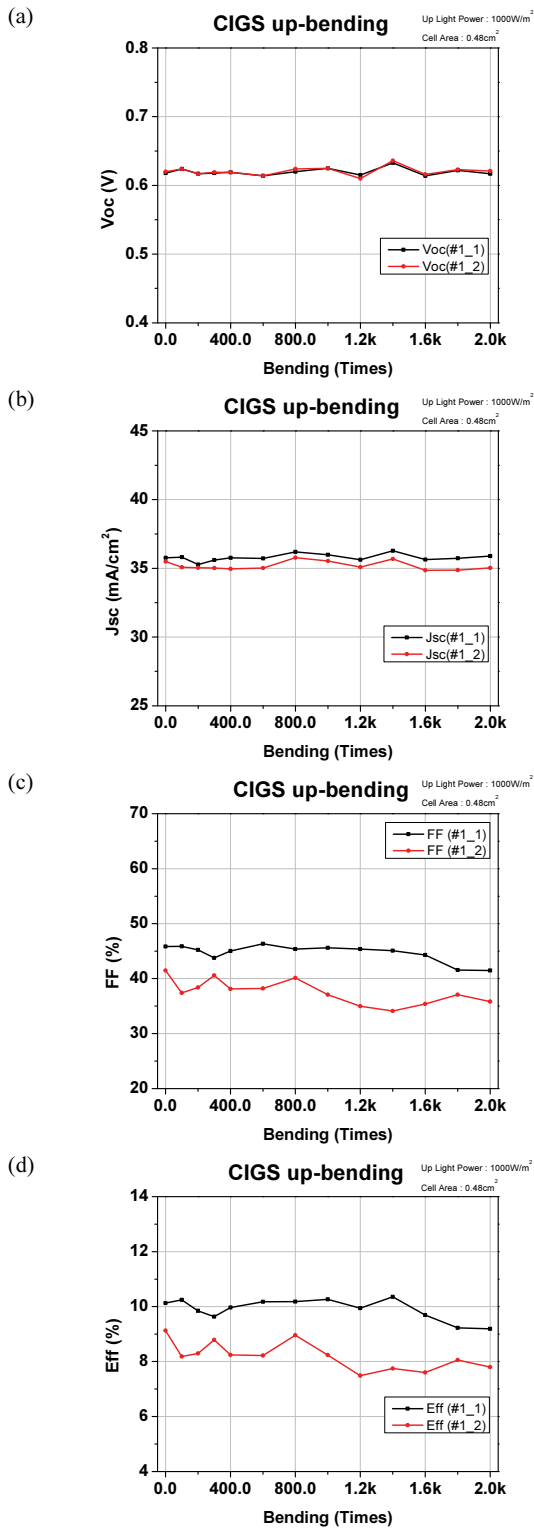 (a)
CIGS up-bending
Up Light Power : 1000W/m²
Cell Area : 0.48cm²
0.8
0.7
0.6
0.5
0.4
Voc (V)
Voc(#1_1)
Voc(#1_2)
0.0 400.0 800.0 1.2k 1.6k 2.0k
Bending (Times)
(b)
CIGS up-bending
Up Light Power : 1000W/m²
Cell Area : 0.48cm²
45
40
35
30
25
Jsc (mA/cm²)
Jsc(#1_1)
Jsc(#1_2)
0.0 400.0 800.0 1.2k 1.6k 2.0k
Bending (Times)
(c)
CIGS up-bending
Up Light Power : 1000W/m²
Cell Area : 0.48cm²
70
60
50
40
30
20
FF (%)
FF (#1_1)
FF (#1_2)
0.0 400.0 800.0 1.2k 1.6k 2.0k
Bending (Times)
(d)
CIGS up-bending
Up Light Power : 1000W/m²
Cell Area : 0.48cm²
14
12
10
8
6
4
Eff (%)
Eff (#1_1)
Eff (#1_2)
0.0 400.0 800.0 1.2k 1.6k 2.0k
Bending (Times)